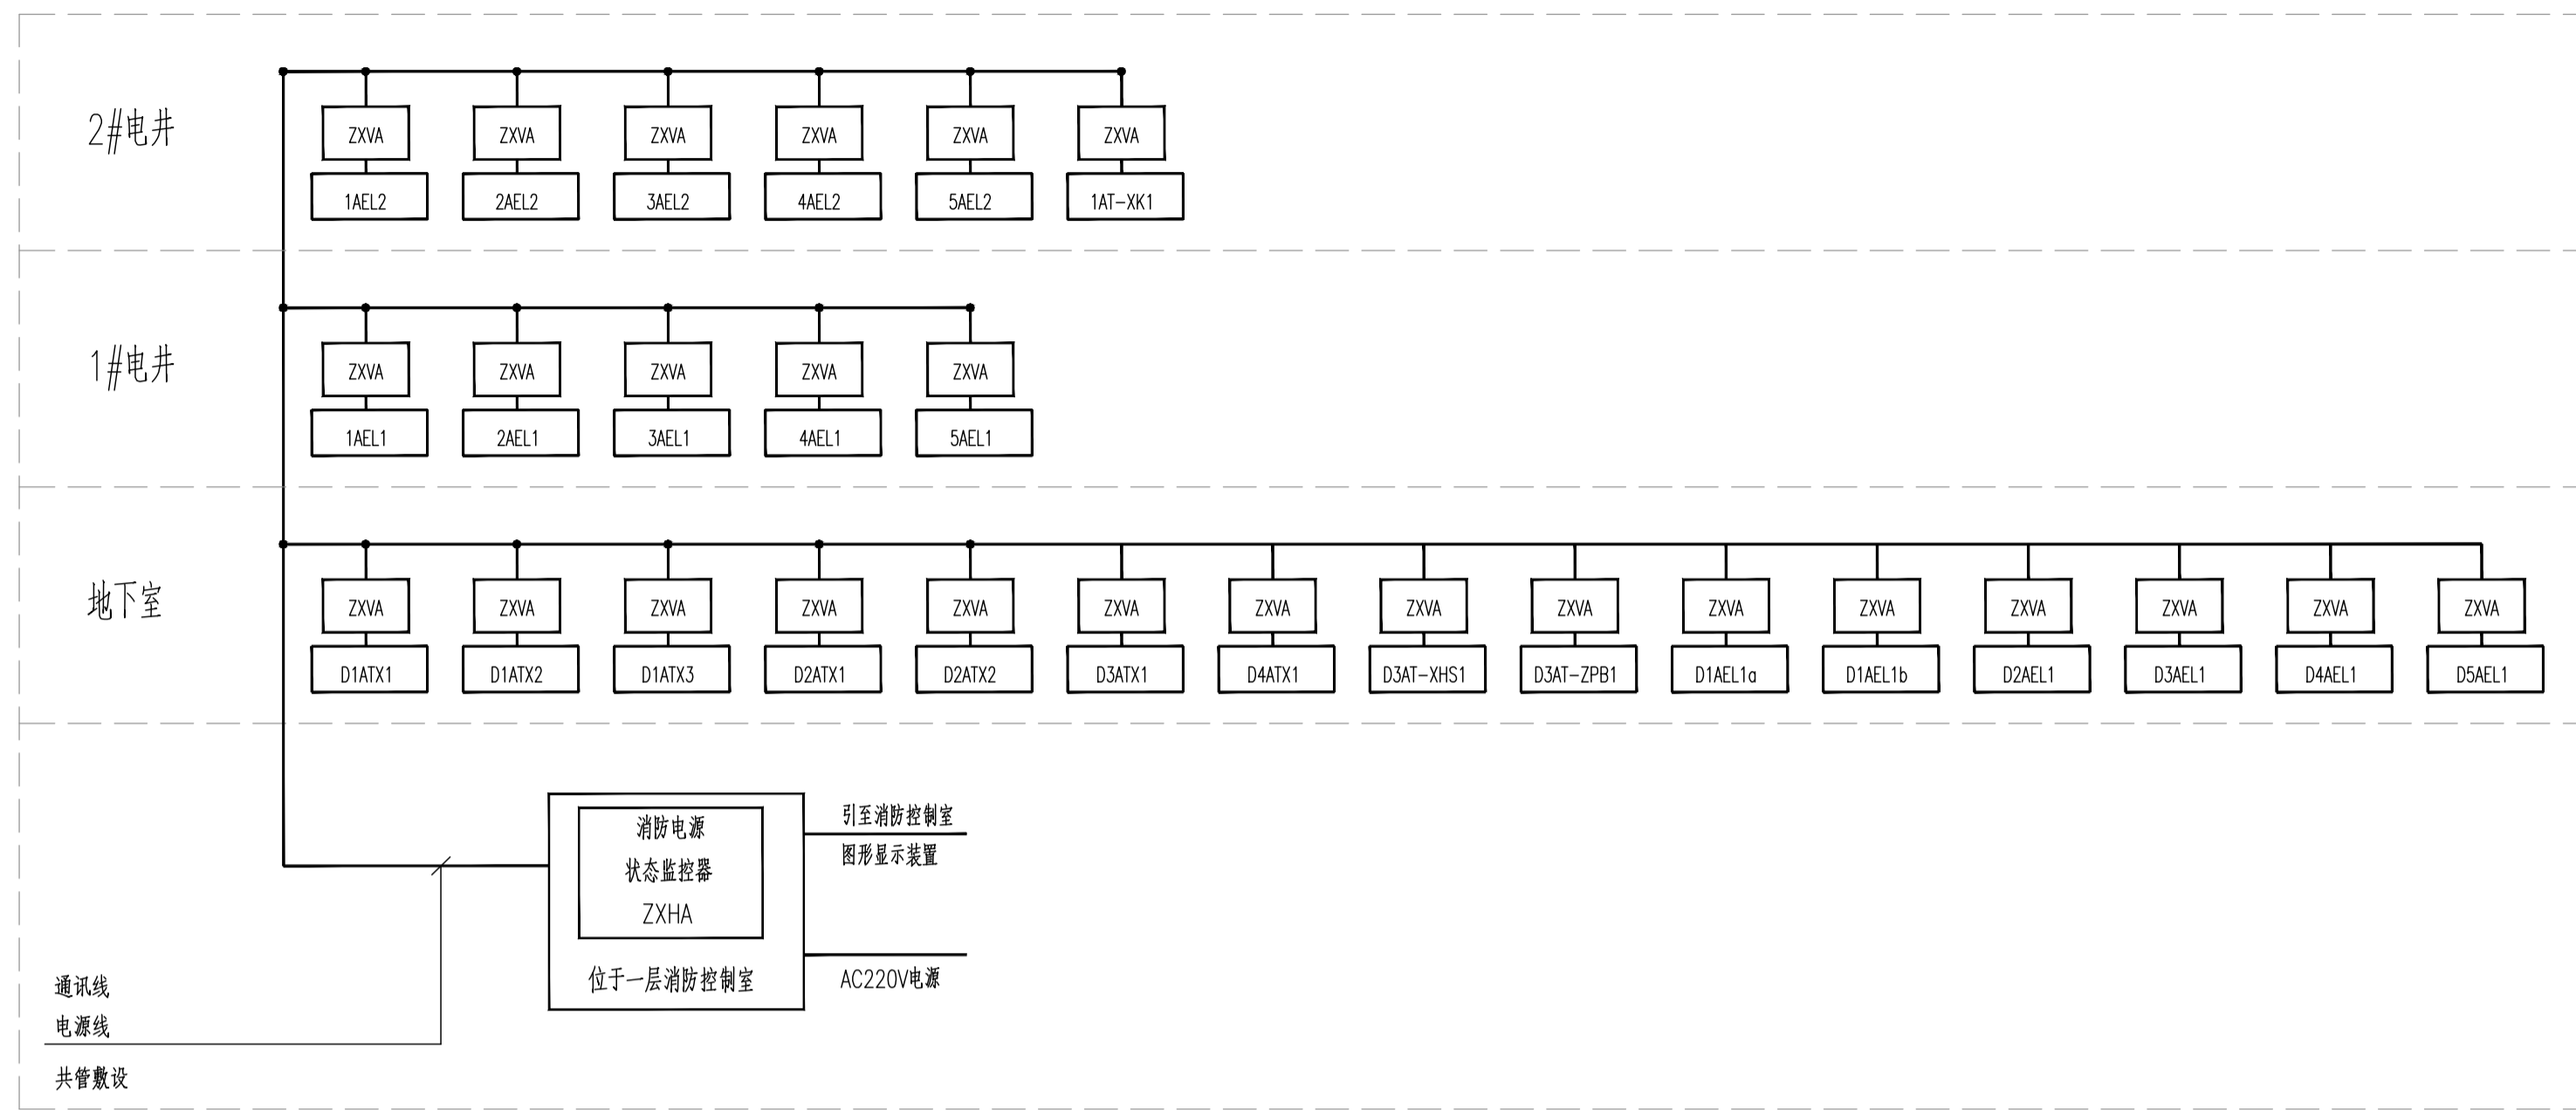 2#电井
ZXVA ZXVA ZXVA ZXVA ZXVA ZXVA
1AEL2 2AEL2 3AEL2 4AEL2 5AEL2 1AT-XK1
1#电井
ZXVA ZXVA ZXVA ZXVA ZXVA
1AEL1 2AEL1 3AEL1 4AEL1 5AEL1
地下室
ZXVA ZXVA ZXVA ZXVA ZXVA ZXVA ZXVA ZXVA ZXVA ZXVA ZXVA ZXVA ZXVA ZXVA ZXVA
D1ATX1 D1ATX2 D1ATX3 D2ATX1 D2ATX2 D3ATX1 D4ATX1 D3AT-XHS1 D3AT-ZPB1 D1AEL1a D1AEL1b D2AEL1 D3AEL1 D4AEL1 D5AEL1
消防电源
状态监控器
ZXHA
位于一层消防控制室
引至消防控制室
图形显示装置
AC220V电源
通讯线
电源线
共管敷设